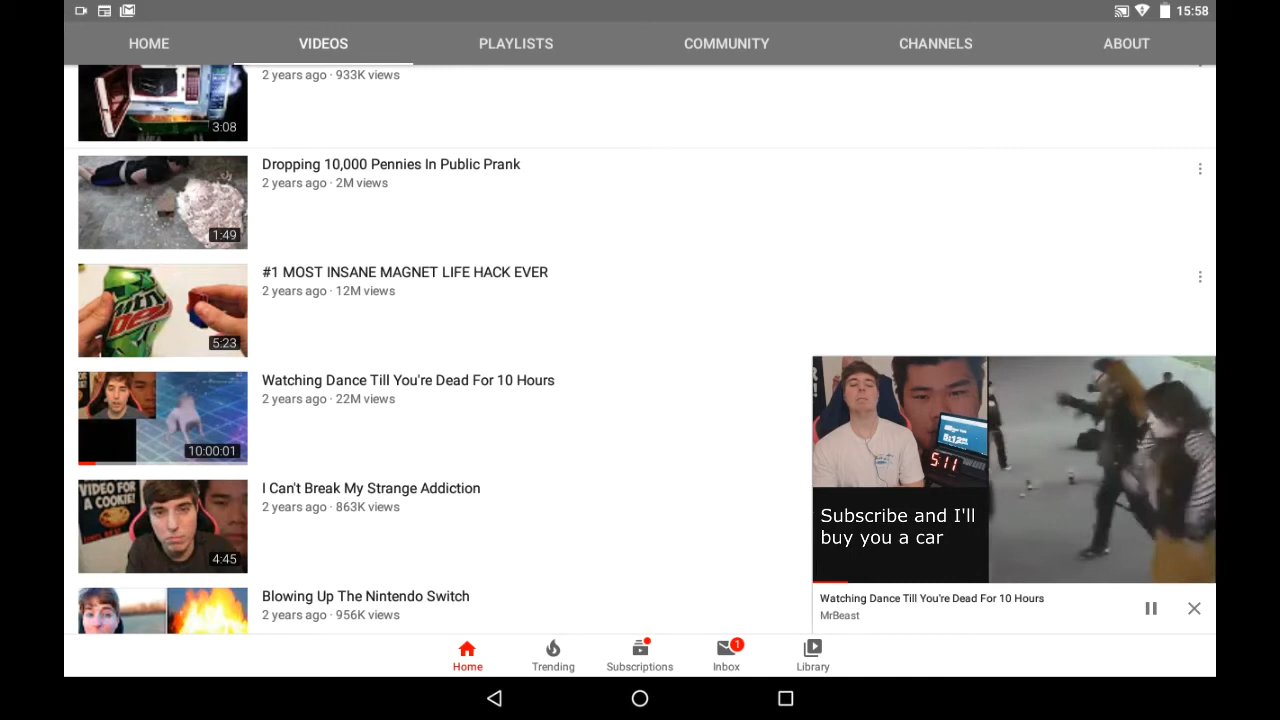 15:58
HOME VIDEOS PLAYLISTS COMMUNITY CHANNELS ABOUT
2 years ago · 933K views
3:08
Dropping 10,000 Pennies In Public Prank
2 years ago · 2M views
1:49
#1 MOST INSANE MAGNET LIFE HACK EVER
2 years ago · 12M views
5:23
Watching Dance Till You're Dead For 10 Hours
2 years ago · 22M views
10:00:01
I Can't Break My Strange Addiction
2 years ago · 863K views
VIDEO FOR
A COOKIE!
4:45
Blowing Up The Nintendo Switch
2 years ago · 956K views
5:11
Subscribe and I'll
buy you a car
Watching Dance Till You're Dead For 10 Hours
MrBeast
1
Home Trending Subscriptions Inbox Library